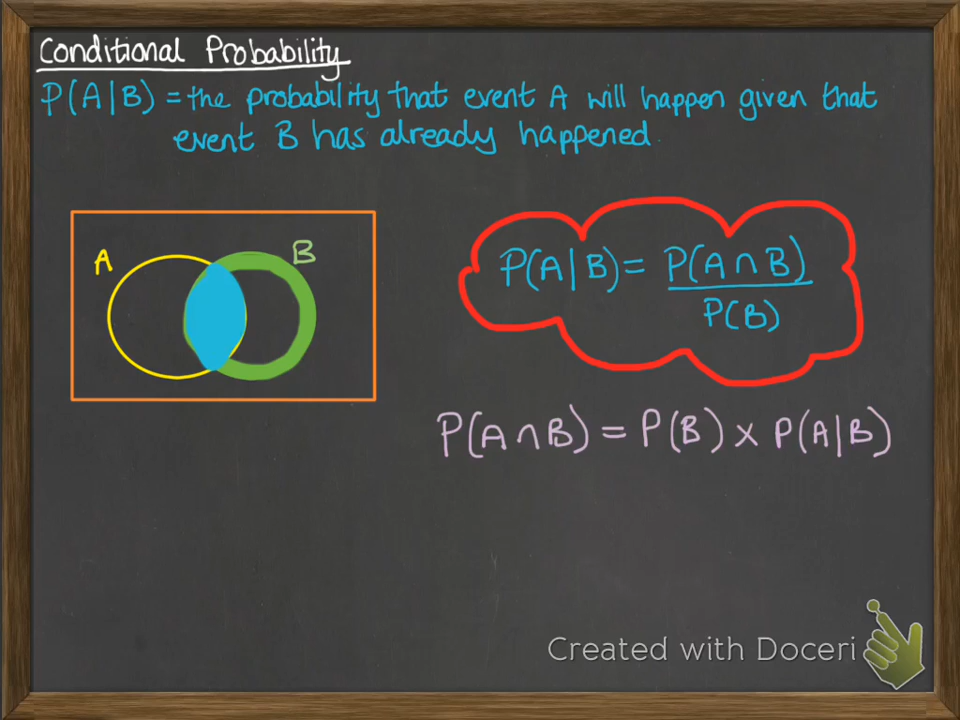 Conditional Probability
P(A|B) = the probability that event A will happen given that
event B has already happened.
A
B
P(A|B) = P(A ∩ B)
P(B)
P(A ∩ B) = P(B) × P(A|B)
Created with Doceri